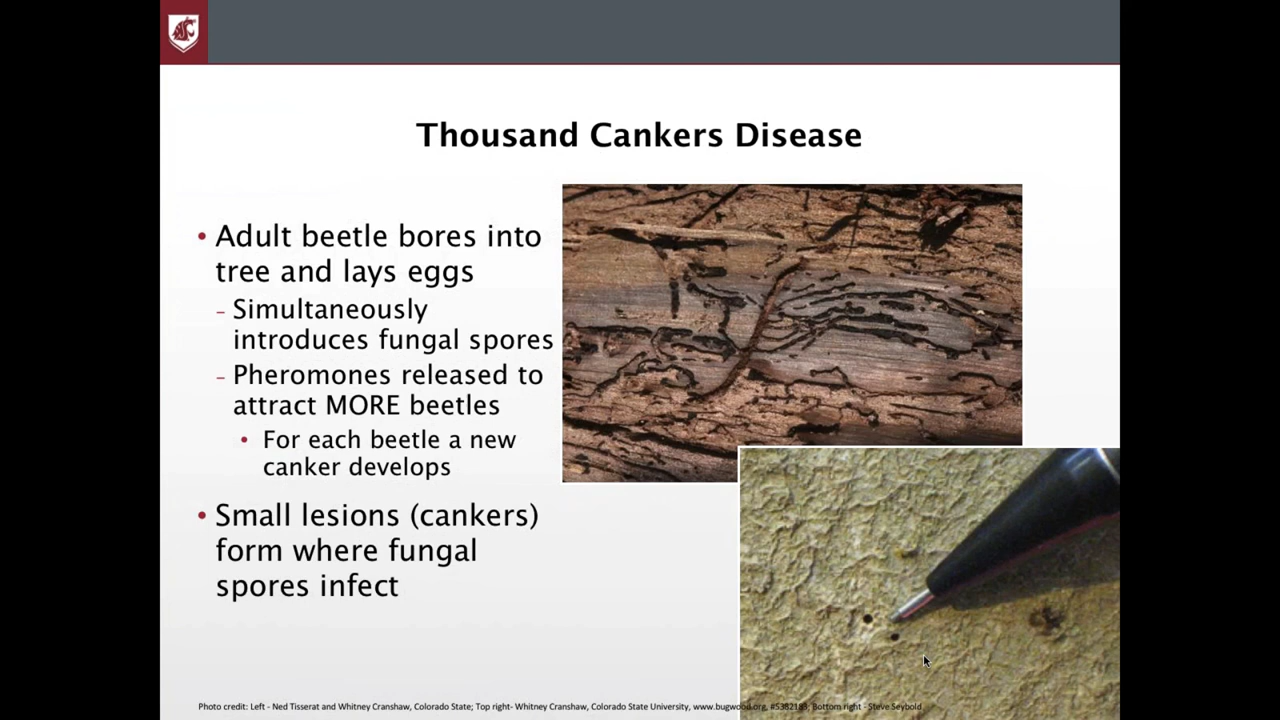 Thousand Cankers Disease
• Adult beetle bores into
tree and lays eggs
– Simultaneously
introduces fungal spores
– Pheromones released to
attract MORE beetles
• For each beetle a new
canker develops
• Small lesions (cankers)
form where fungal
spores infect
Photo credit: Left - Ned Tisserat and Whitney Cranshaw, Colorado State; Top right- Whitney Cranshaw, Colorado State University, www.bugwood.org, #5382183; Bottom right - Steve Seybold